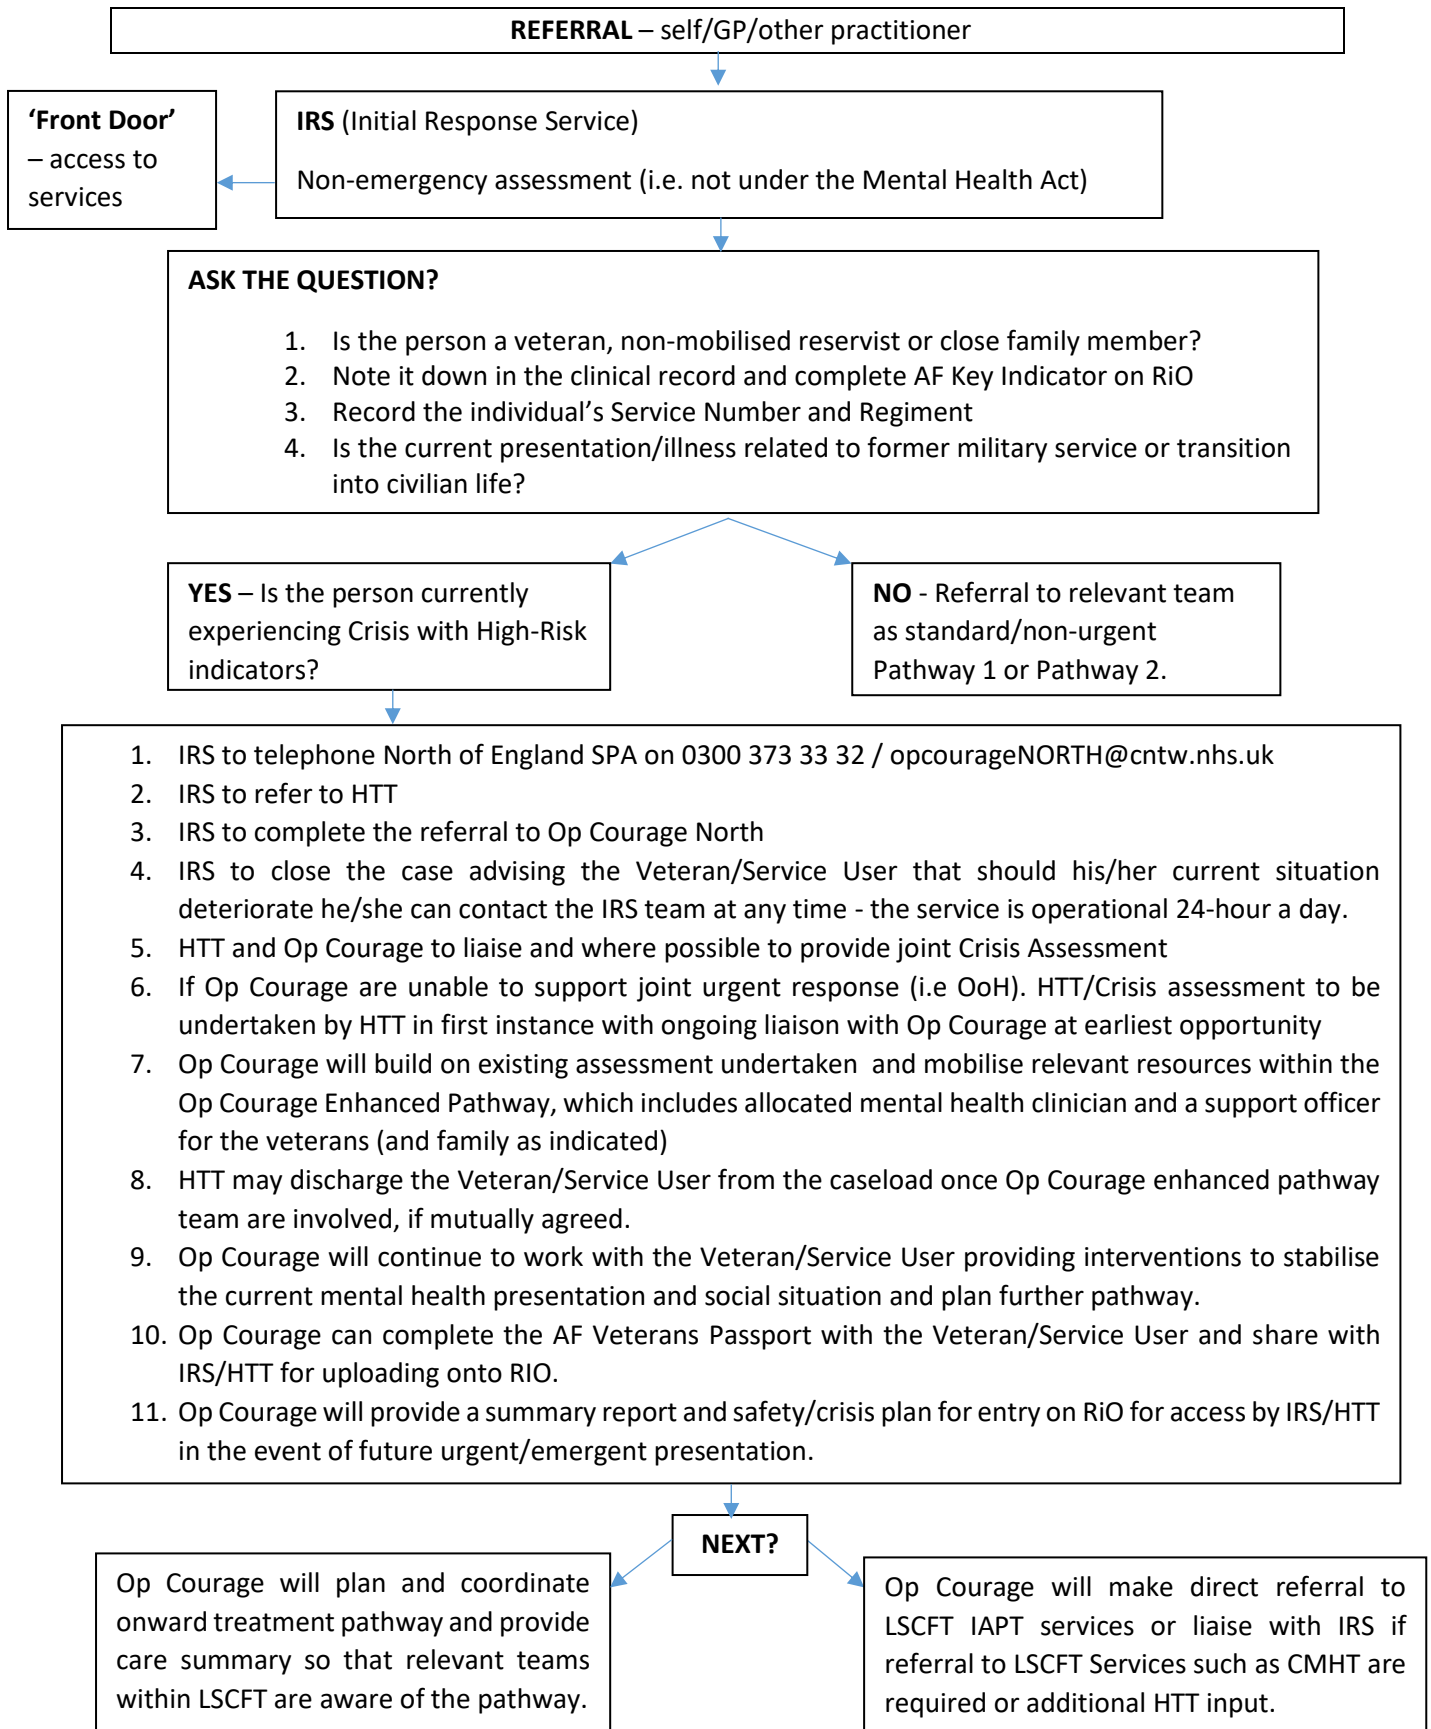 REFERRAL – self/GP/other practitioner
‘Front Door’
– access to
services
IRS (Initial Response Service)
Non-emergency assessment (i.e. not under the Mental Health Act)
ASK THE QUESTION?
1. Is the person a veteran, non-mobilised reservist or close family member?
2. Note it down in the clinical record and complete AF Key Indicator on RiO
3. Record the individual’s Service Number and Regiment
4. Is the current presentation/illness related to former military service or transition
into civilian life?
YES – Is the person currently
experiencing Crisis with High-Risk
indicators?
NO - Referral to relevant team
as standard/non-urgent
Pathway 1 or Pathway 2.
1. IRS to telephone North of England SPA on 0300 373 33 32 / opcourageNORTH@cntw.nhs.uk
2. IRS to refer to HTT
3. IRS to complete the referral to Op Courage North
4. IRS to close the case advising the Veteran/Service User that should his/her current situation
deteriorate he/she can contact the IRS team at any time - the service is operational 24-hour a day.
5. HTT and Op Courage to liaise and where possible to provide joint Crisis Assessment
6. If Op Courage are unable to support joint urgent response (i.e OoH). HTT/Crisis assessment to be
undertaken by HTT in first instance with ongoing liaison with Op Courage at earliest opportunity
7. Op Courage will build on existing assessment undertaken and mobilise relevant resources within the
Op Courage Enhanced Pathway, which includes allocated mental health clinician and a support officer
for the veterans (and family as indicated)
8. HTT may discharge the Veteran/Service User from the caseload once Op Courage enhanced pathway
team are involved, if mutually agreed.
9. Op Courage will continue to work with the Veteran/Service User providing interventions to stabilise
the current mental health presentation and social situation and plan further pathway.
10. Op Courage can complete the AF Veterans Passport with the Veteran/Service User and share with
IRS/HTT for uploading onto RIO.
11. Op Courage will provide a summary report and safety/crisis plan for entry on RiO for access by IRS/HTT
in the event of future urgent/emergent presentation.
NEXT?
Op Courage will plan and coordinate
onward treatment pathway and provide
care summary so that relevant teams
within LSCFT are aware of the pathway.
Op Courage will make direct referral to
LSCFT IAPT services or liaise with IRS if
referral to LSCFT Services such as CMHT are
required or additional HTT input.